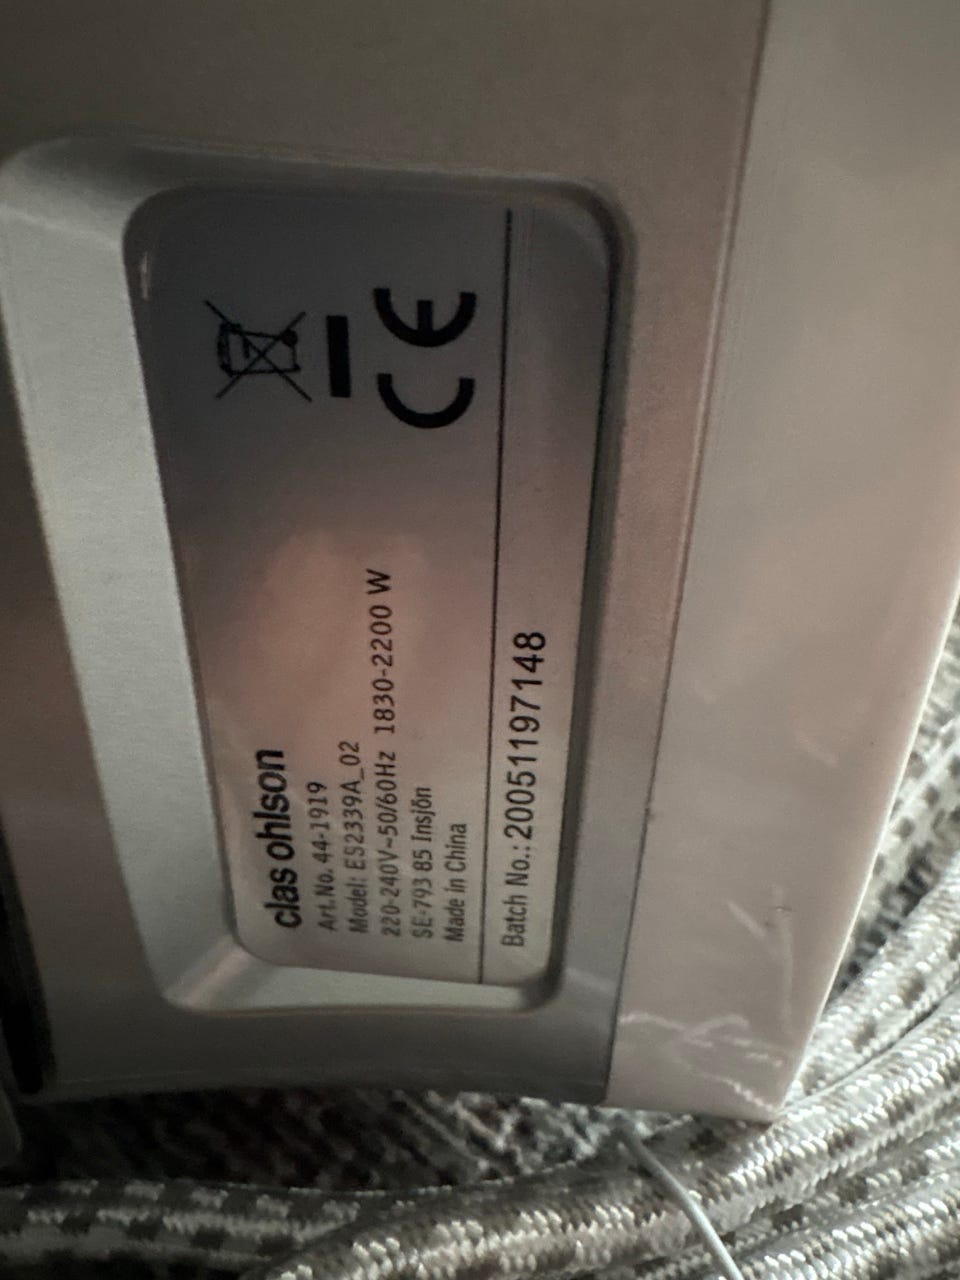 clas ohlson
Art.No. 44-1919
Model: ES2339A_02
220-240V~50/60Hz 1830-2200 W
SE-793 85 Insjön
Made in China
CE
Batch No.: 20051197148